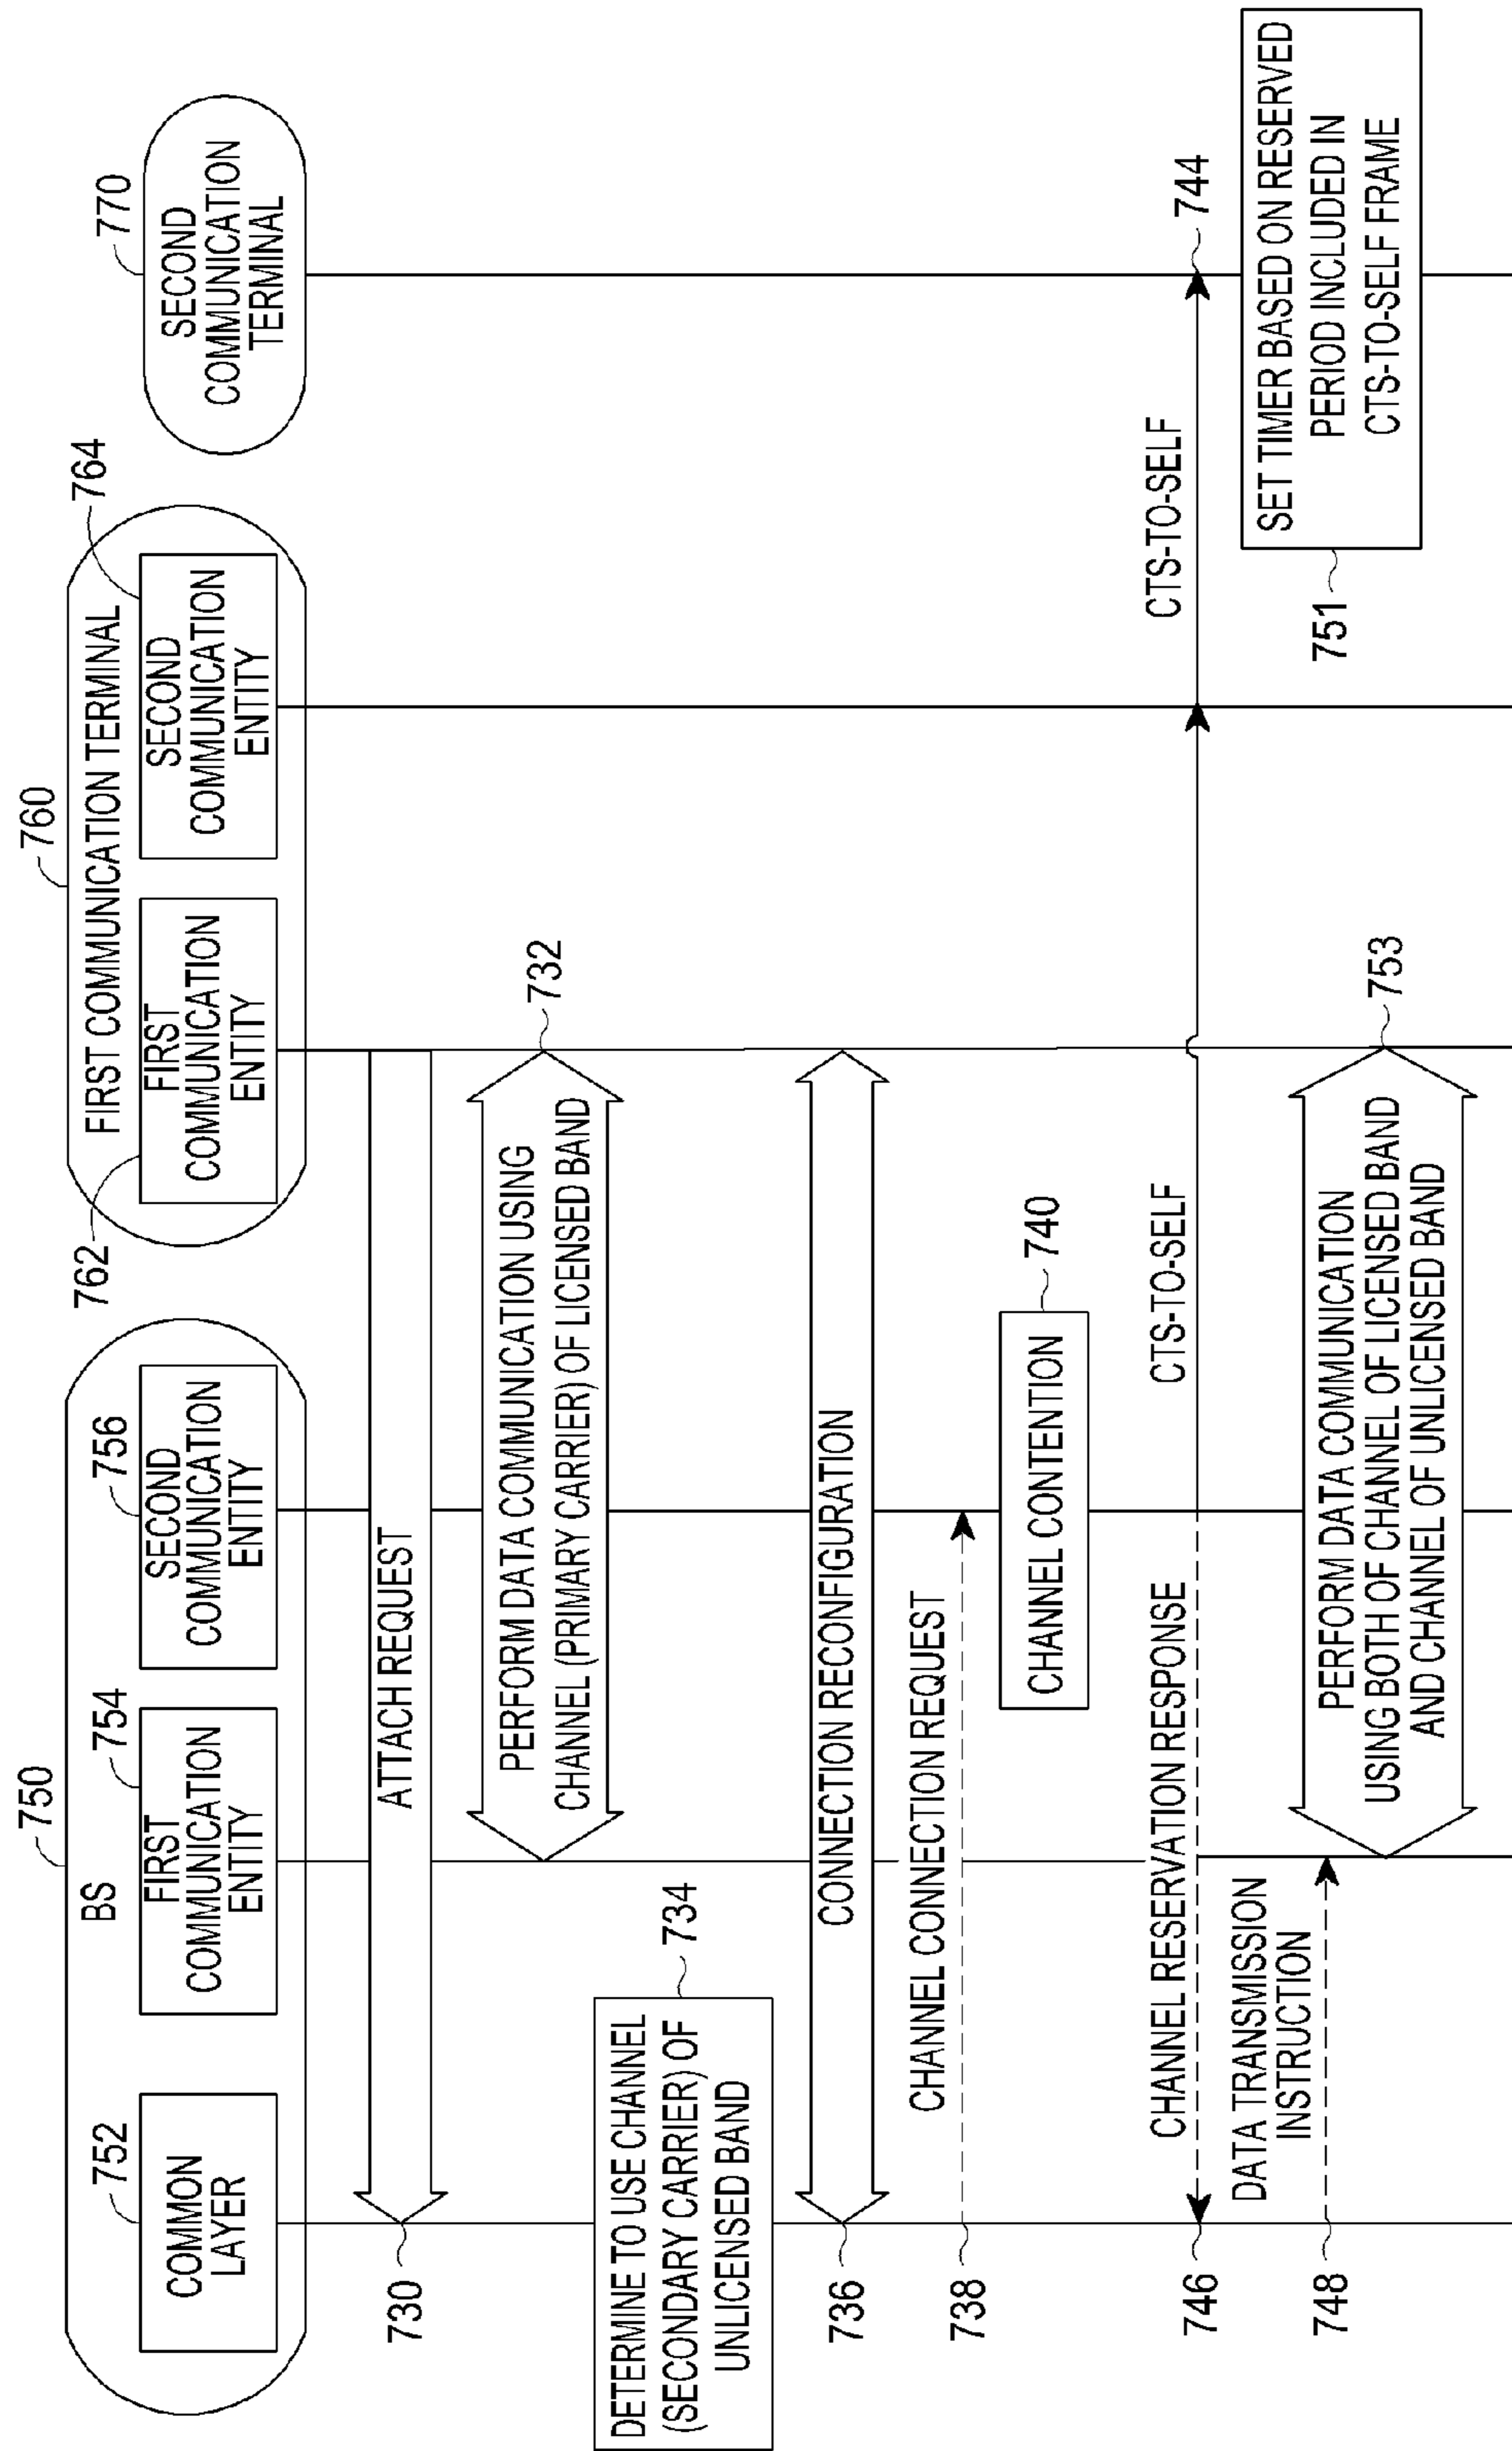 750
BS
752
COMMON
LAYER
754
FIRST
COMMUNICATION
ENTITY
756
SECOND
COMMUNICATION
ENTITY
760
FIRST COMMUNICATION TERMINAL
762
FIRST
COMMUNICATION
ENTITY
764
SECOND
COMMUNICATION
ENTITY
770
SECOND
COMMUNICATION
TERMINAL
730
ATTACH REQUEST
PERFORM DATA COMMUNICATION USING
CHANNEL (PRIMARY CARRIER) OF LICENSED BAND
732
DETERMINE TO USE CHANNEL
(SECONDARY CARRIER) OF
UNLICENSED BAND
734
736
CONNECTION RECONFIGURATION
738
CHANNEL CONNECTION REQUEST
CHANNEL CONTENTION
740
746
CHANNEL RESERVATION RESPONSE
CTS-TO-SELF
CTS-TO-SELF
744
748
DATA TRANSMISSION
INSTRUCTION
751
SET TIMER BASED ON RESERVED
PERIOD INCLUDED IN
CTS-TO-SELF FRAME
PERFORM DATA COMMUNICATION
USING BOTH OF CHANNEL OF LICENSED BAND
AND CHANNEL OF UNLICENSED BAND
753